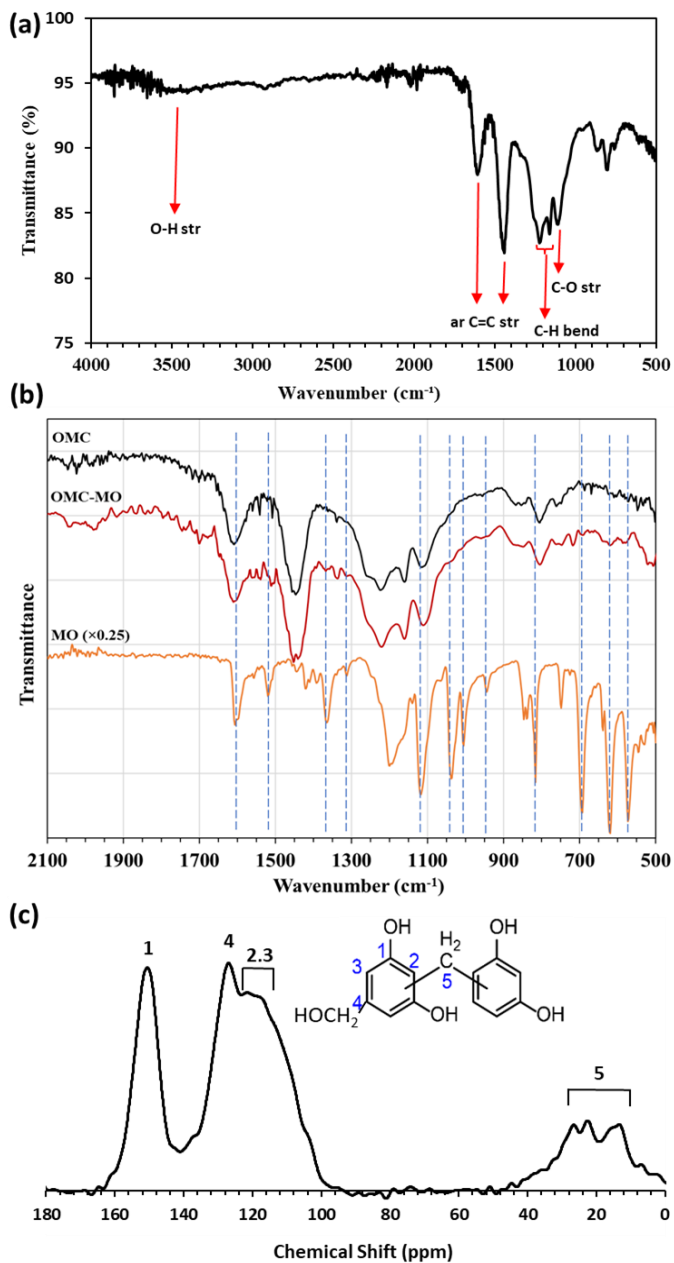 (a)
100
95
90
85
80
75
Transmittance (%)
O-H str
ar C=C str
C-O str
C-H bend
4000 3500 3000 2500 2000 1500 1000 500
Wavenumber (cm⁻¹)
(b)
OMC
OMC-MO
MO (×0.25)
Transmittance
2100 1900 1700 1500 1300 1100 900 700 500
Wavenumber (cm⁻¹)
(c)
1
4
2.3
5
OH
1
2
3
4
HOCH₂
OH
H₂
C
5
OH
OH
180 160 140 120 100 80 60 40 20 0
Chemical Shift (ppm)